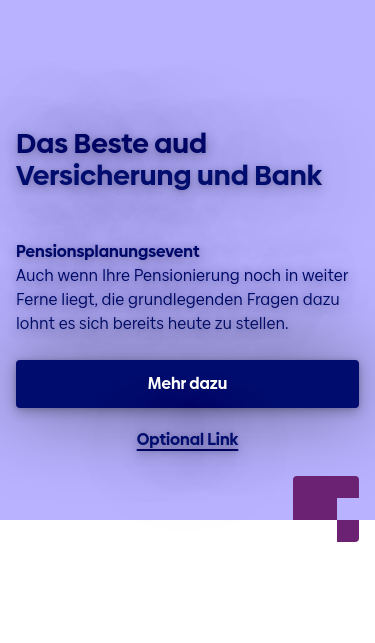 Das Beste aud
Versicherung und Bank
Pensionsplanungsevent
Auch wenn Ihre Pensionierung noch in weiter
Ferne liegt, die grundlegenden Fragen dazu
lohnt es sich bereits heute zu stellen.
Mehr dazu
Optional Link